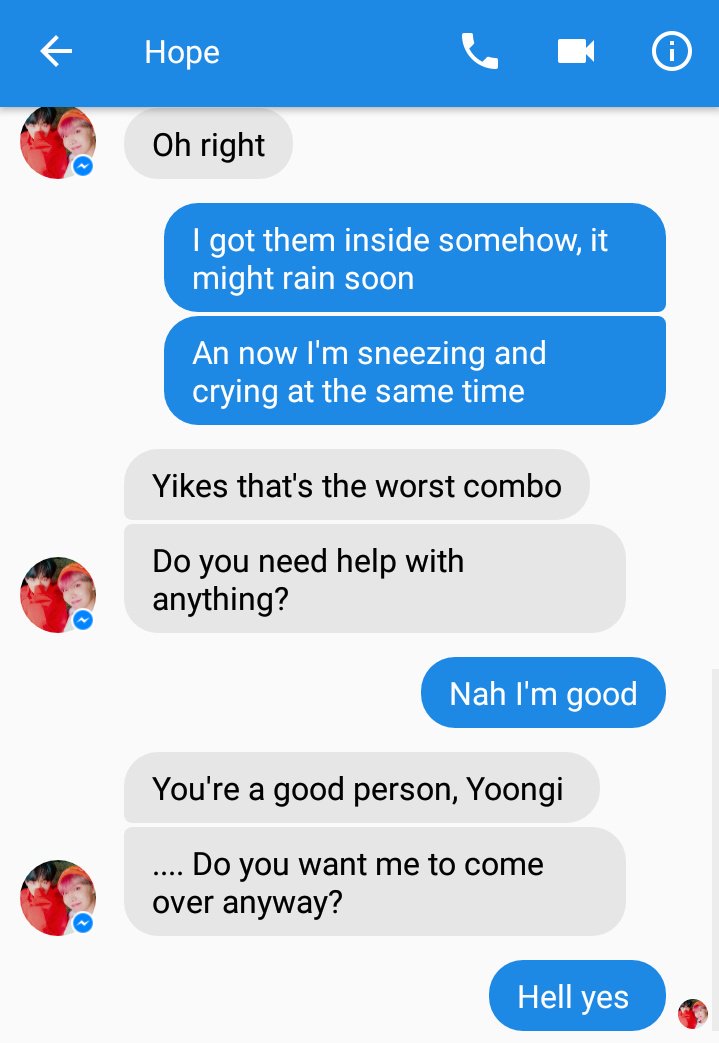 Hope
Oh right
I got them inside somehow, it
might rain soon
An now I'm sneezing and
crying at the same time
Yikes that's the worst combo
Do you need help with
anything?
Nah I'm good
You're a good person, Yoongi
.... Do you want me to come
over anyway?
Hell yes